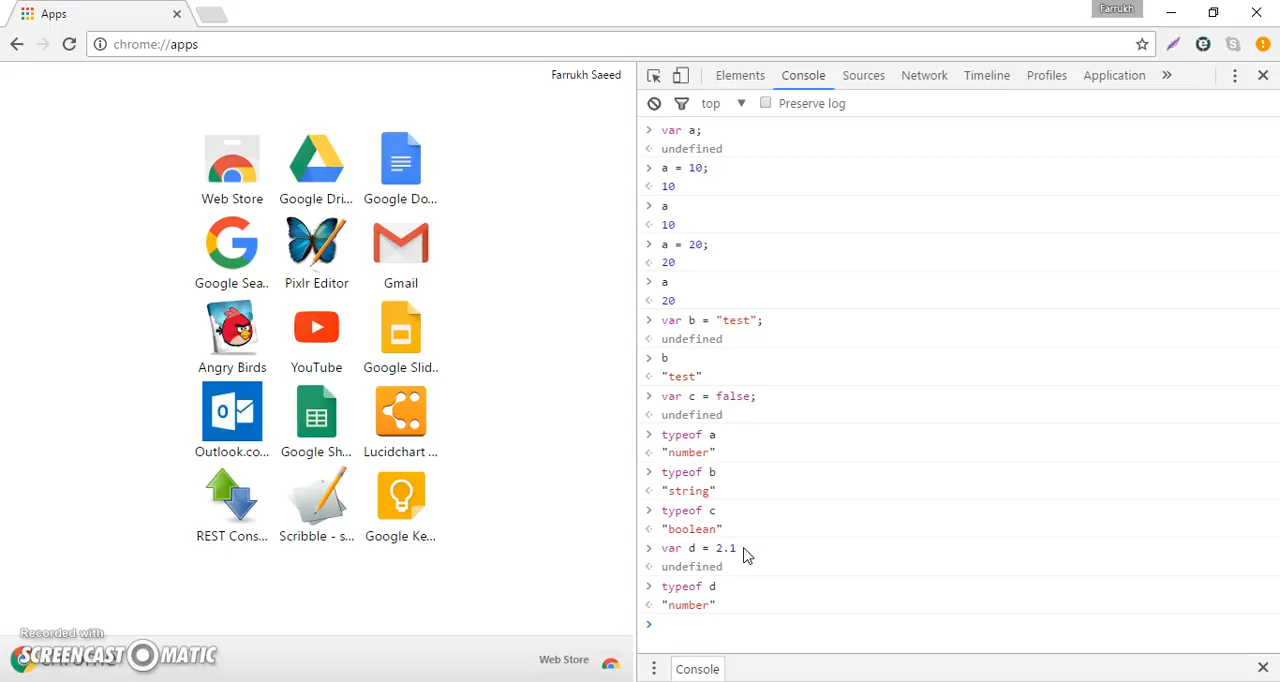 Apps
Farrukh
chrome://apps
Farrukh Saeed
Web Store
Google Dri...
Google Do...
Google Sea..
Pixlr Editor
Gmail
Angry Birds
YouTube
Google Slid..
Outlook.co...
Google Sh...
Lucidchart ...
REST Cons...
Scribble - s...
Google Ke...
Recorded with
SCREENCAST O MATIC
Web Store
Elements Console Sources Network Timeline Profiles Application »
top ▼ Preserve log
> var a;
undefined
> a = 10;
10
> a
10
> a = 20;
20
> a
20
> var b = "test";
undefined
> b
"test"
> var c = false;
undefined
> typeof a
"number"
> typeof b
"string"
> typeof c
"boolean"
> var d = 2.1
undefined
> typeof d
"number"
>
Console